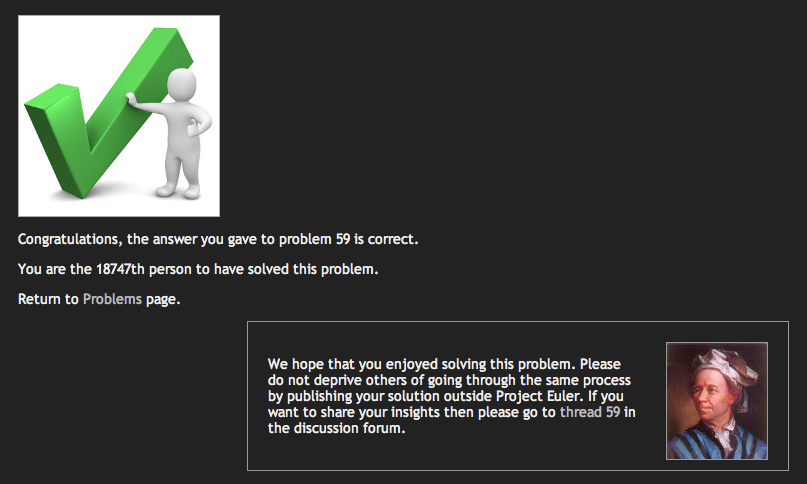 Congratulations, the answer you gave to problem 59 is correct.
You are the 18747th person to have solved this problem.
Return to Problems page.
We hope that you enjoyed solving this problem. Please
do not deprive others of going through the same process
by publishing your solution outside Project Euler. If you
want to share your insights then please go to thread 59 in
the discussion forum.